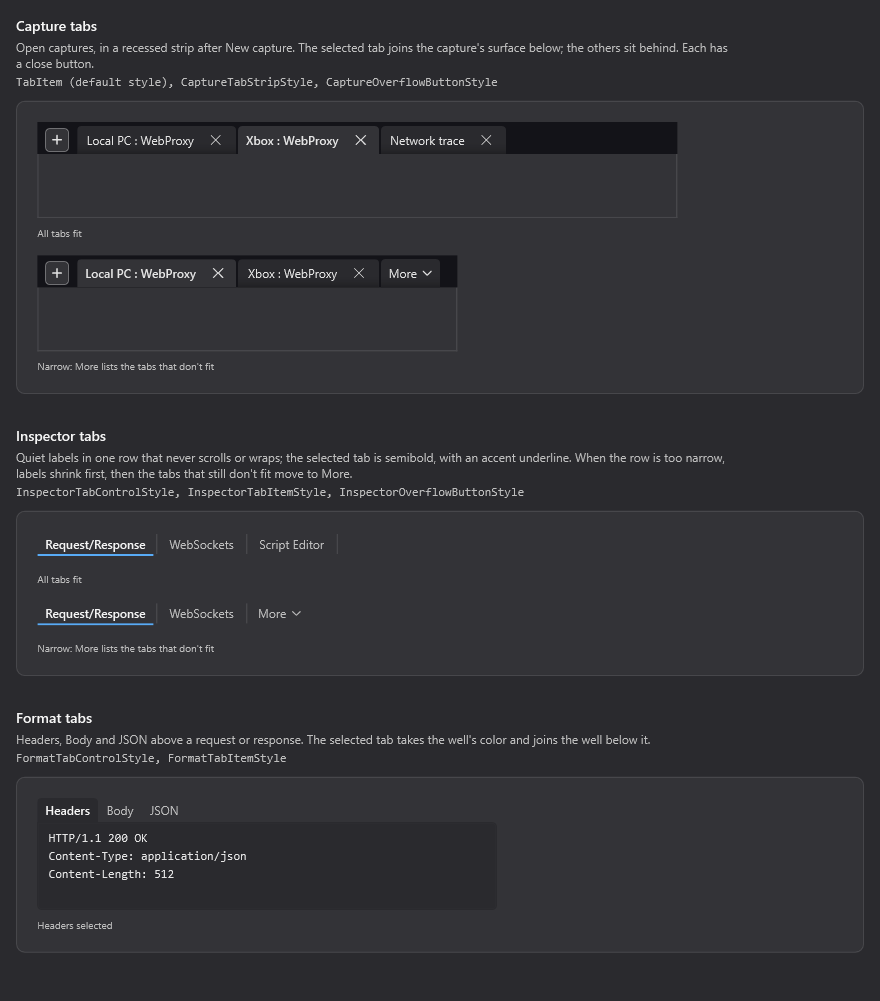 Capture tabs
Open captures, in a recessed strip after New capture. The selected tab joins the capture's surface below; the others sit behind. Each has
a close button.
TabItem (default style), CaptureTabStripStyle, CaptureOverflowButtonStyle
Local PC : WebProxy Xbox : WebProxy Network trace
All tabs fit
Local PC : WebProxy Xbox : WebProxy More
Narrow: More lists the tabs that don't fit
Inspector tabs
Quiet labels in one row that never scrolls or wraps; the selected tab is semibold, with an accent underline. When the row is too narrow,
labels shrink first, then the tabs that still don't fit move to More.
InspectorTabControlStyle, InspectorTabItemStyle, InspectorOverflowButtonStyle
Request/Response WebSockets Script Editor
All tabs fit
Request/Response WebSockets More
Narrow: More lists the tabs that don't fit
Format tabs
Headers, Body and JSON above a request or response. The selected tab takes the well's color and joins the well below it.
FormatTabControlStyle, FormatTabItemStyle
Headers Body JSON
HTTP/1.1 200 OK
Content-Type: application/json
Content-Length: 512
Headers selected